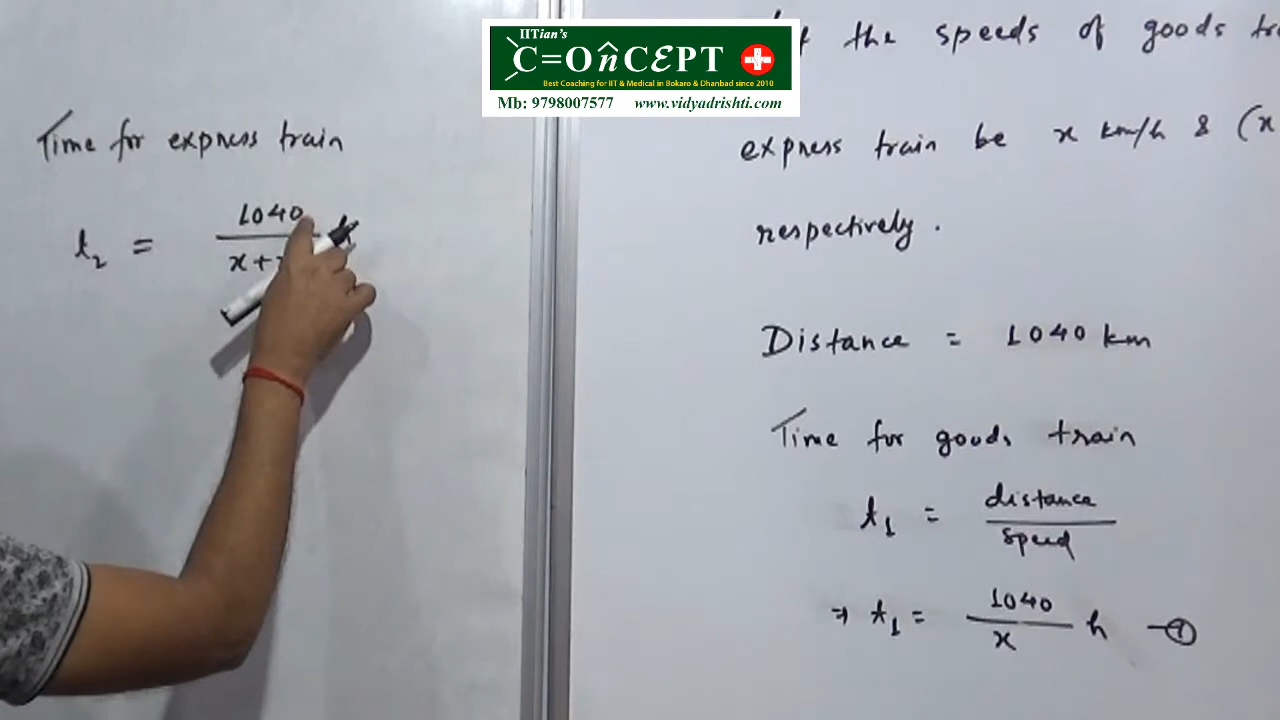 IITian's
C=OnCEPT
Best Coaching for IIT & Medical in Bokaro & Dhanbad since 2010
Mb: 9798007577 www.vidyadrishti.com
Time for express train
t₂ = 1040 / x+
the speeds of goods
express train be x km/h & (x
respectively.
Distance = 1040 km
Time for goods train
t₁ = distance / speed
⇒ t₁ = 1040 / x h —①